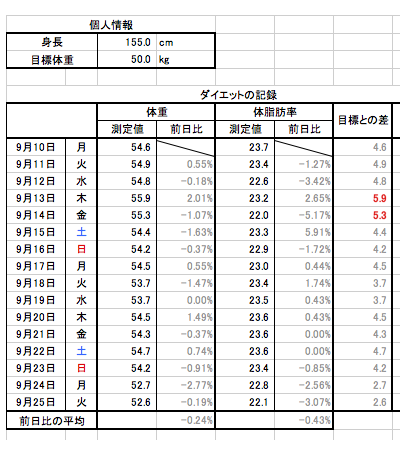 個人情報
身長 155.0 cm
目標体重 50.0 kg
ダイエットの記録
体重 体脂肪率 目標との差
測定値 前日比 測定値 前日比
9月10日 月 54.6 23.7 4.6
9月11日 火 54.9 0.55% 23.4 -1.27% 4.9
9月12日 水 54.8 -0.18% 22.6 -3.42% 4.8
9月13日 木 55.9 2.01% 23.2 2.65% 5.9
9月14日 金 55.3 -1.07% 22.0 -5.17% 5.3
9月15日 土 54.4 -1.63% 23.3 5.91% 4.4
9月16日 日 54.2 -0.37% 22.9 -1.72% 4.2
9月17日 月 54.5 0.55% 23.0 0.44% 4.5
9月18日 火 53.7 -1.47% 23.4 1.74% 3.7
9月19日 水 53.7 0.00% 23.5 0.43% 3.7
9月20日 木 54.5 1.49% 23.6 0.43% 4.5
9月21日 金 54.3 -0.37% 23.6 0.00% 4.3
9月22日 土 54.7 0.74% 23.6 0.00% 4.7
9月23日 日 54.2 -0.91% 23.4 -0.85% 4.2
9月24日 月 52.7 -2.77% 22.8 -2.56% 2.7
9月25日 火 52.6 -0.19% 22.1 -3.07% 2.6
前日比の平均 -0.24% -0.43%